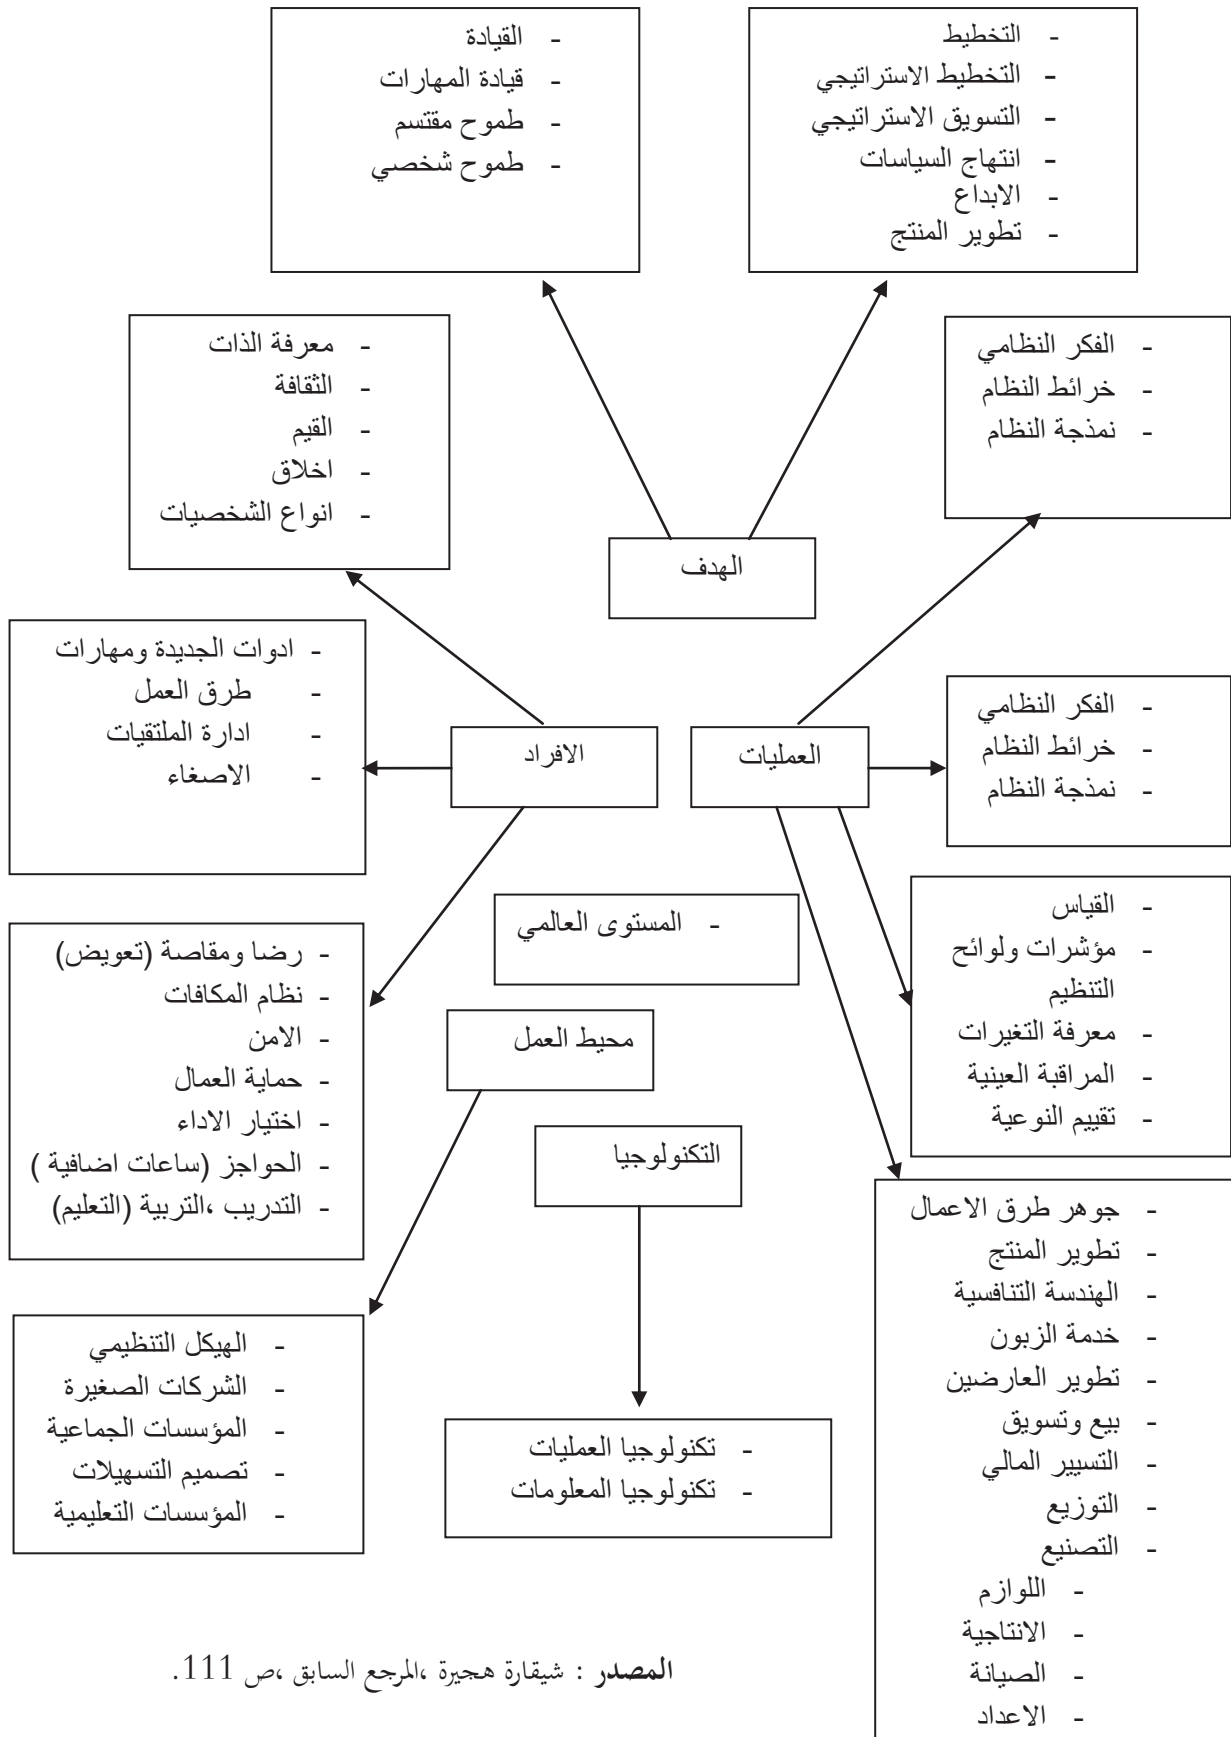 - التخطيط
- التخطيط الاستراتيجي
- التسويق الاستراتيجي
- انتهاج السياسات
- الابداع
- تطوير المنتج
- القيادة
- قيادة المهارات
- طموح مقتسم
- طموح شخصي
- الفكر النظامي
- خرائط النظام
- نمذجة النظام
- معرفة الذات
- الثقافة
- القيم
- اخلاق
- انواع الشخصيات
الهدف
- الفكر النظامي
- خرائط النظام
- نمذجة النظام
العمليات
الافراد
- ادوات الجديدة ومهارات
- طرق العمل
- ادارة الملتقيات
- الاصغاء
- القياس
- مؤشرات ولوائح
التنظيم
- معرفة التغيرات
- المراقبة العينية
- تقييم النوعية
- المستوى العالمي
- رضا ومقاصة (تعويض)
- نظام المكافات
- الامن
- حماية العمال
- اختيار الاداء
- الحواجز (ساعات اضافية )
- التدريب ،التربية (التعليم)
محيط العمل
التكنولوجيا
- جوهر طرق الاعمال
- تطوير المنتج
- الهندسة التنافسية
- خدمة الزبون
- تطوير العارضين
- بيع وتسويق
- التسيير المالي
- التوزيع
- التصنيع
- اللوازم
- الانتاجية
- الصيانة
- الاعداد
- تكنولوجيا العمليات
- تكنولوجيا المعلومات
- الهيكل التنظيمي
- الشركات الصغيرة
- المؤسسات الجماعية
- تصميم التسهيلات
- المؤسسات التعليمية
المصدر : شيقارة هجيرة ،المرجع السابق ،ص 111.